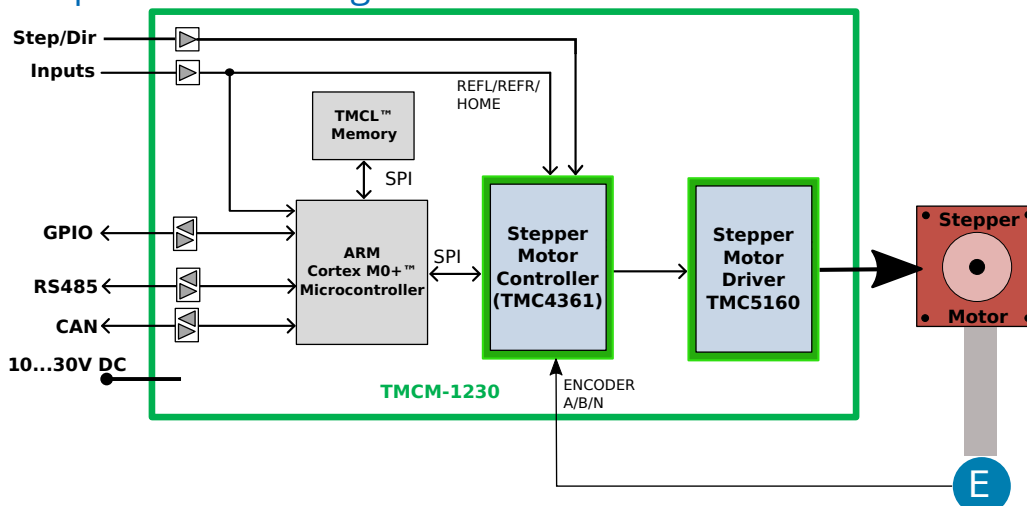 Step/Dir
Inputs
REFL/REFR/
HOME
TMCL™
Memory
SPI
GPIO
RS485
CAN
10...30V DC
ARM
Cortex M0+™
Microcontroller
SPI
Stepper
Motor
Controller
(TMC4361)
Stepper
Motor
Driver
TMC5160
Stepper
Motor
TMCM-1230
ENCODER
A/B/N
E